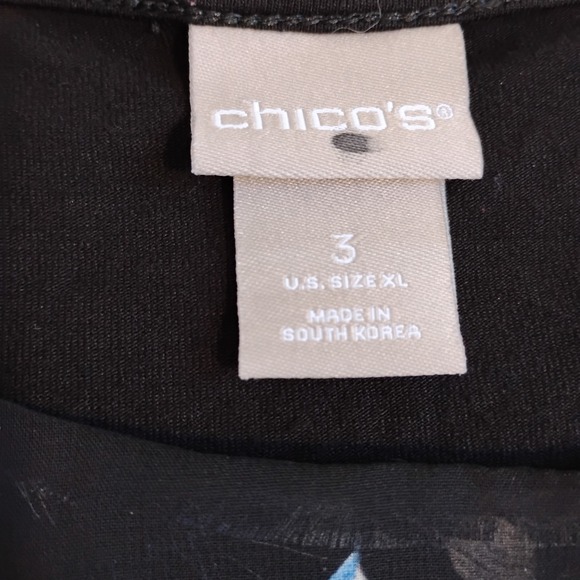 chico's®
3
U.S. SIZE XL
MADE IN
SOUTH KOREA